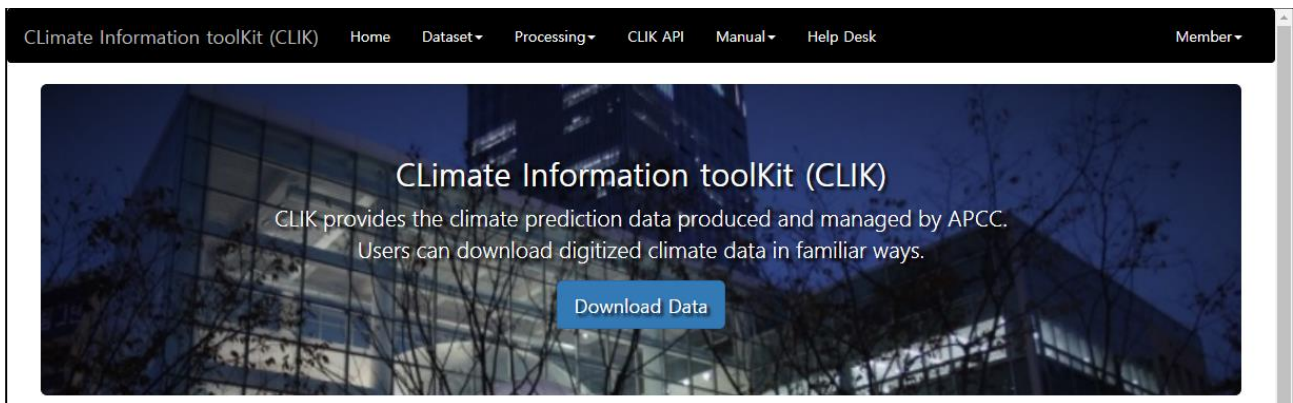 CLimate Information toolKit (CLIK) Home Dataset Processing CLIK API Manual Help Desk Member
CLimate Information toolKit (CLIK)
CLIK provides the climate prediction data produced and managed by APCC.
Users can download digitized climate data in familiar ways.
Download Data